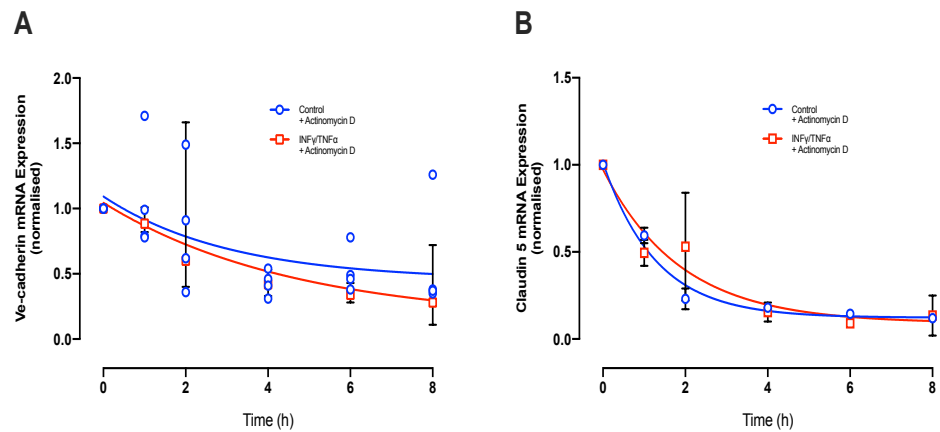 A
Ve-cadherin mRNA Expression
(normalised)
2.0
1.5
1.0
0.5
0.0
Control
+ Actinomycin D
INFγ/TNFα
+ Actinomycin D
0 2 4 6 8
Time (h)
B
Claudin 5 mRNA Expression
(normalised)
1.5
1.0
0.5
0.0
Control
+ Actinomycin D
INFγ/TNFα
+ Actinomycin D
0 2 4 6 8
Time (h)